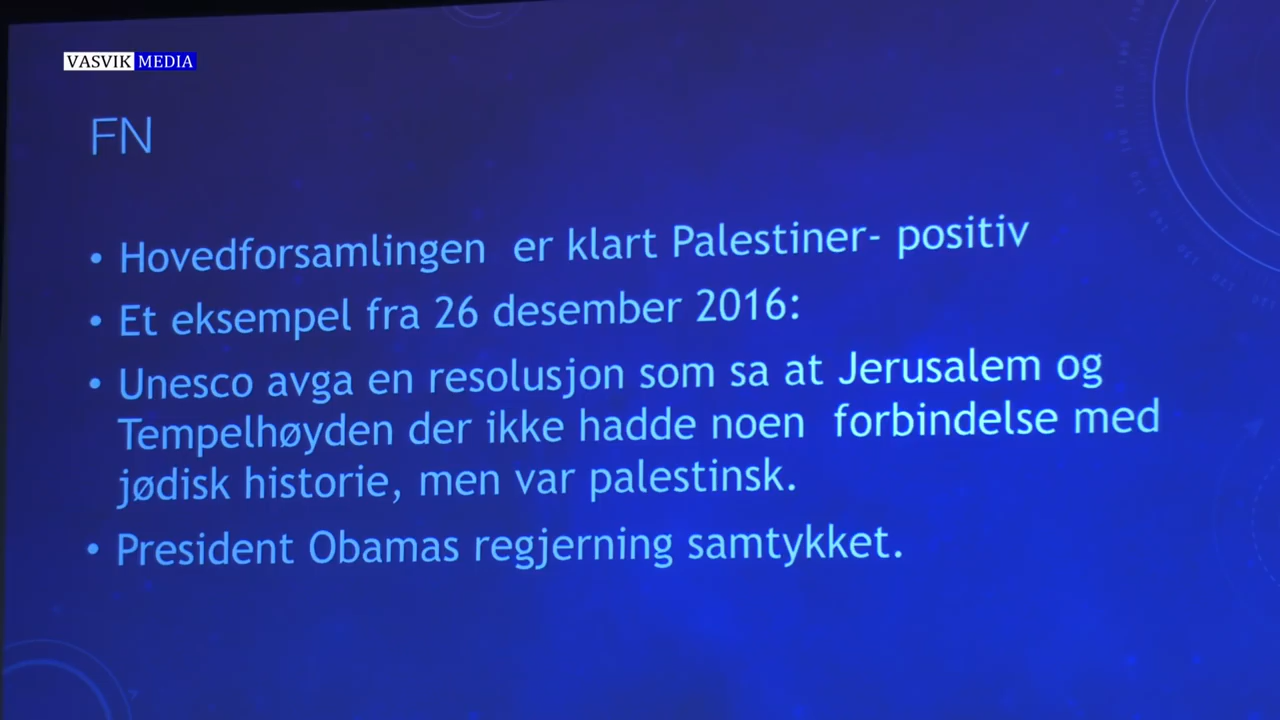 VASVIK MEDIA
FN
• Hovedforsamlingen er klart Palestiner- positiv
• Et eksempel fra 26 desember 2016:
• Unesco avga en resolusjon som sa at Jerusalem og
Tempelhøyden der ikke hadde noen forbindelse med
jødisk historie, men var palestinsk.
• President Obamas regjerning samtykket.